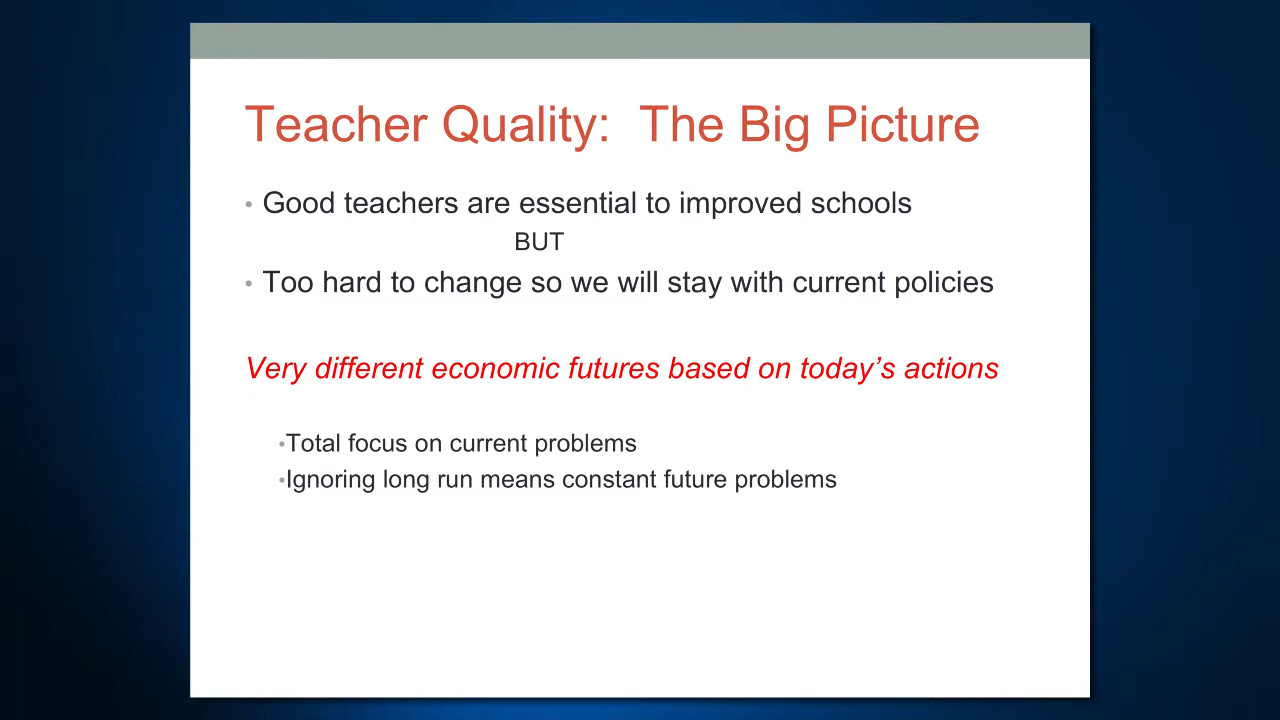 Teacher Quality: The Big Picture
• Good teachers are essential to improved schools
BUT
• Too hard to change so we will stay with current policies
Very different economic futures based on today’s actions
•Total focus on current problems
•Ignoring long run means constant future problems